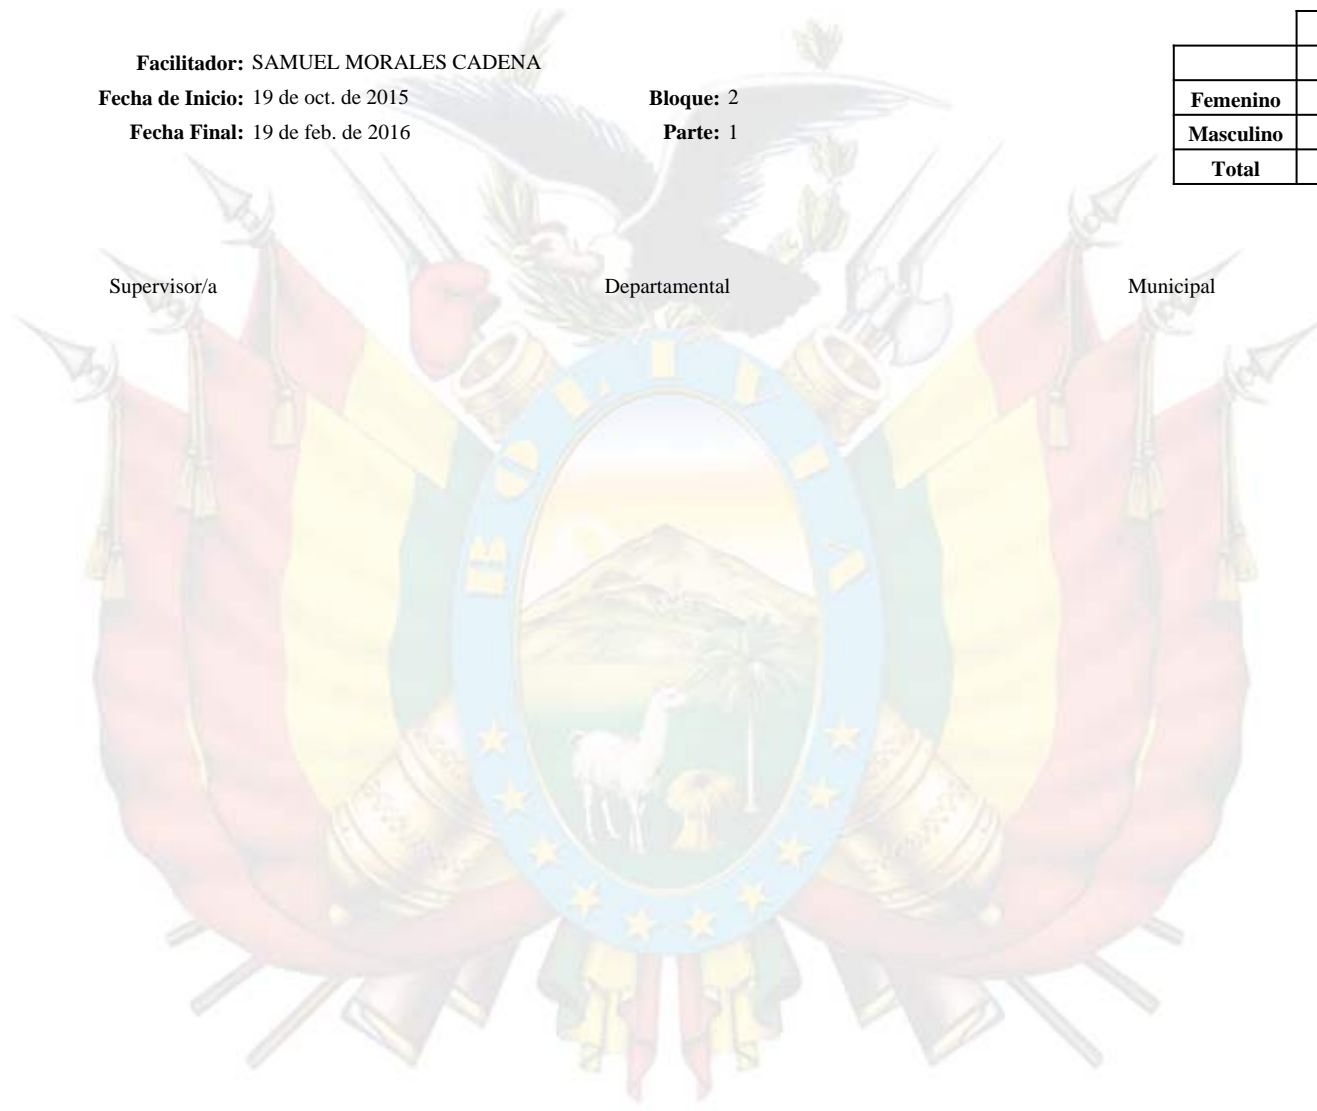 Facilitador: SAMUEL MORALES CADENA
Fecha de Inicio: 19 de oct. de 2015 Bloque: 2
Fecha Final: 19 de feb. de 2016 Parte: 1
Femenino
Masculino
Total
Supervisor/a Departamental Municipal
BOLIVIA